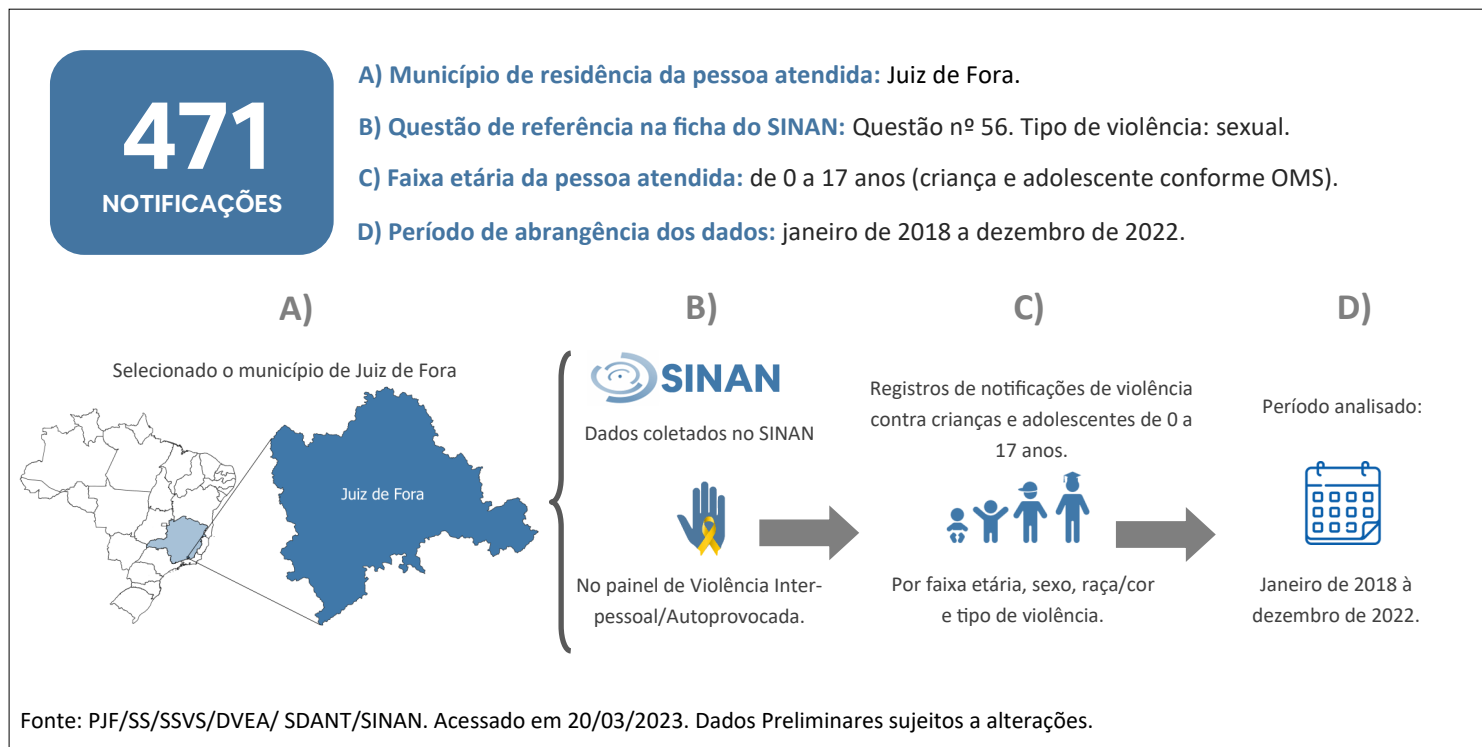 471
NOTIFICAÇÕES
A) Município de residência da pessoa atendida: Juiz de Fora.
B) Questão de referência na ficha do SINAN: Questão nº 56. Tipo de violência: sexual.
C) Faixa etária da pessoa atendida: de 0 a 17 anos (criança e adolescente conforme OMS).
D) Período de abrangência dos dados: janeiro de 2018 a dezembro de 2022.
A)
Selecionado o município de Juiz de Fora
Juiz de Fora
B)
SINAN
Dados coletados no SINAN
No painel de Violência Inter-
pessoal/Autoprovocada.
C)
Registros de notificações de violência
contra crianças e adolescentes de 0 a
17 anos.
Por faixa etária, sexo, raça/cor
e tipo de violência.
D)
Período analisado:
Janeiro de 2018 à
dezembro de 2022.
Fonte: PJF/SS/SSVS/DVEA/ SDANT/SINAN. Acessado em 20/03/2023. Dados Preliminares sujeitos a alterações.